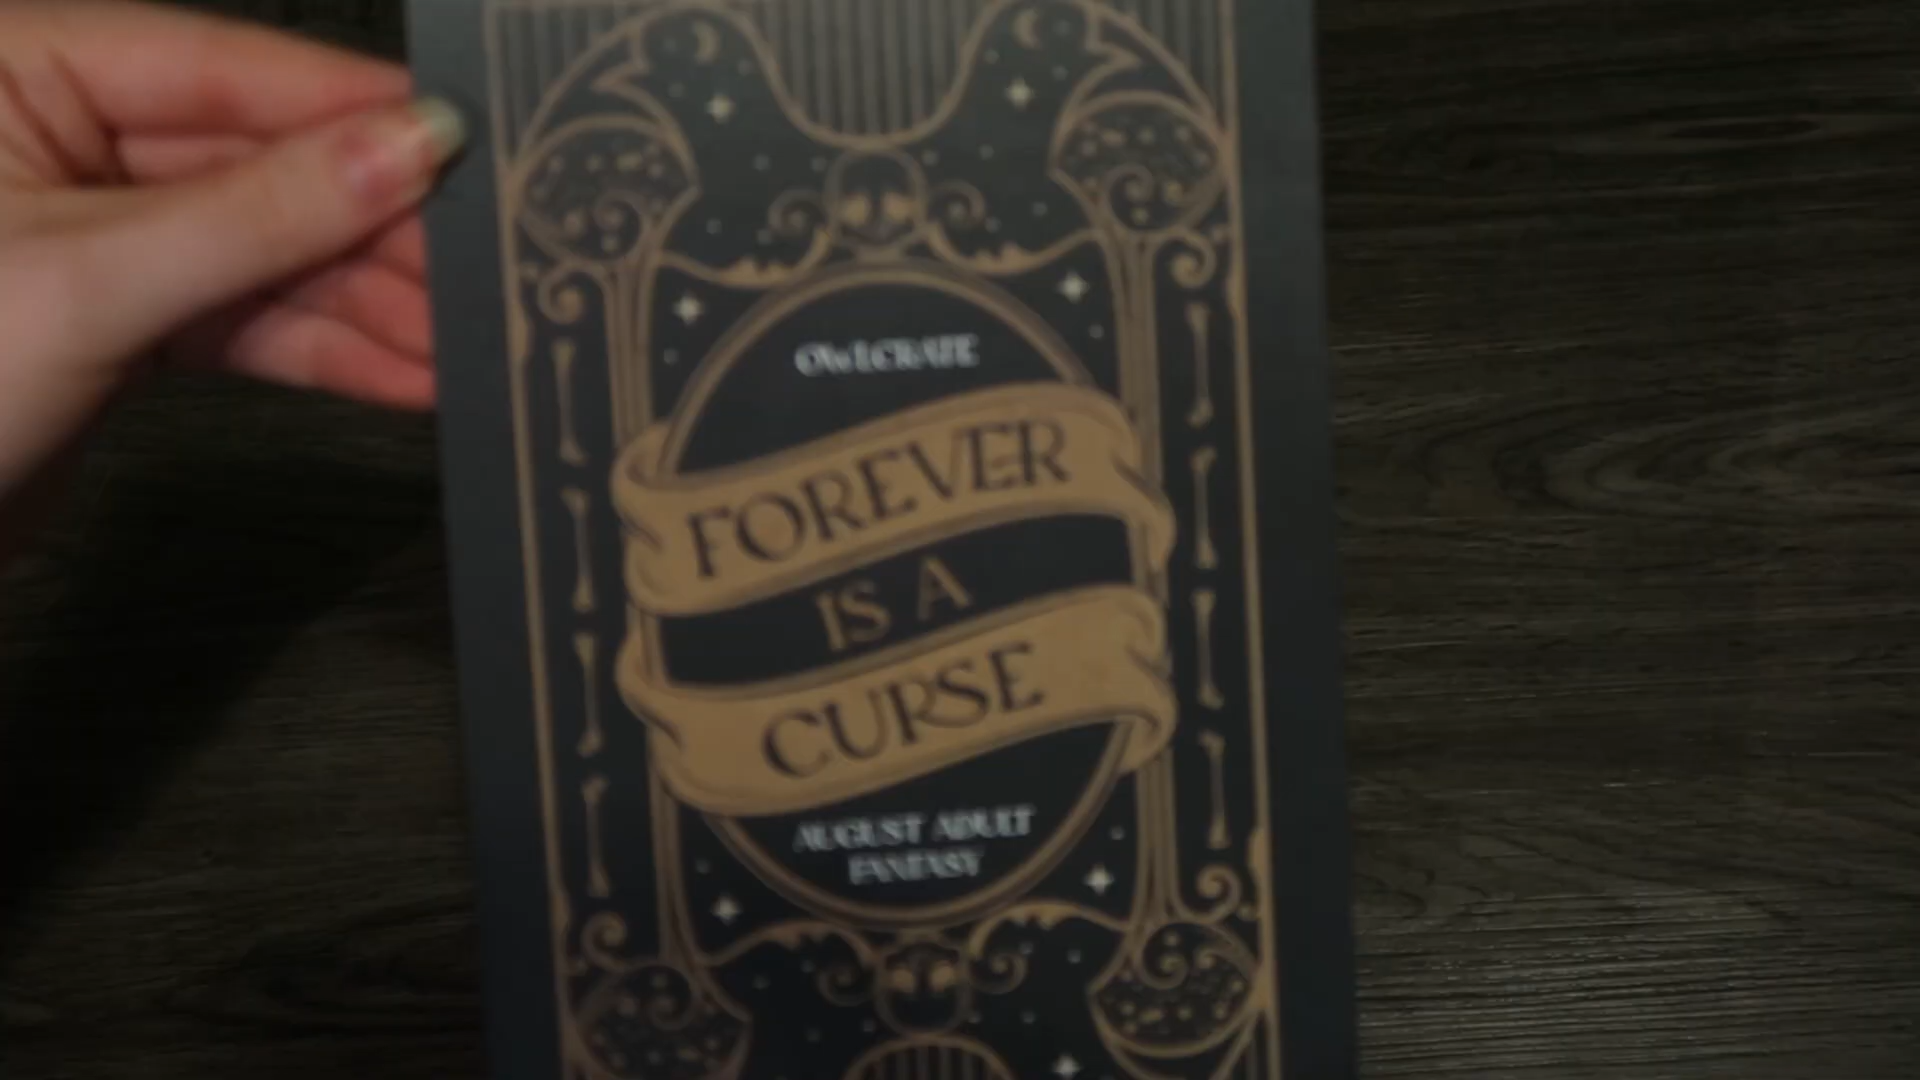 OWLCRATE
FOREVER
IS A
CURSE
AUGUST ADULT
FANTASY